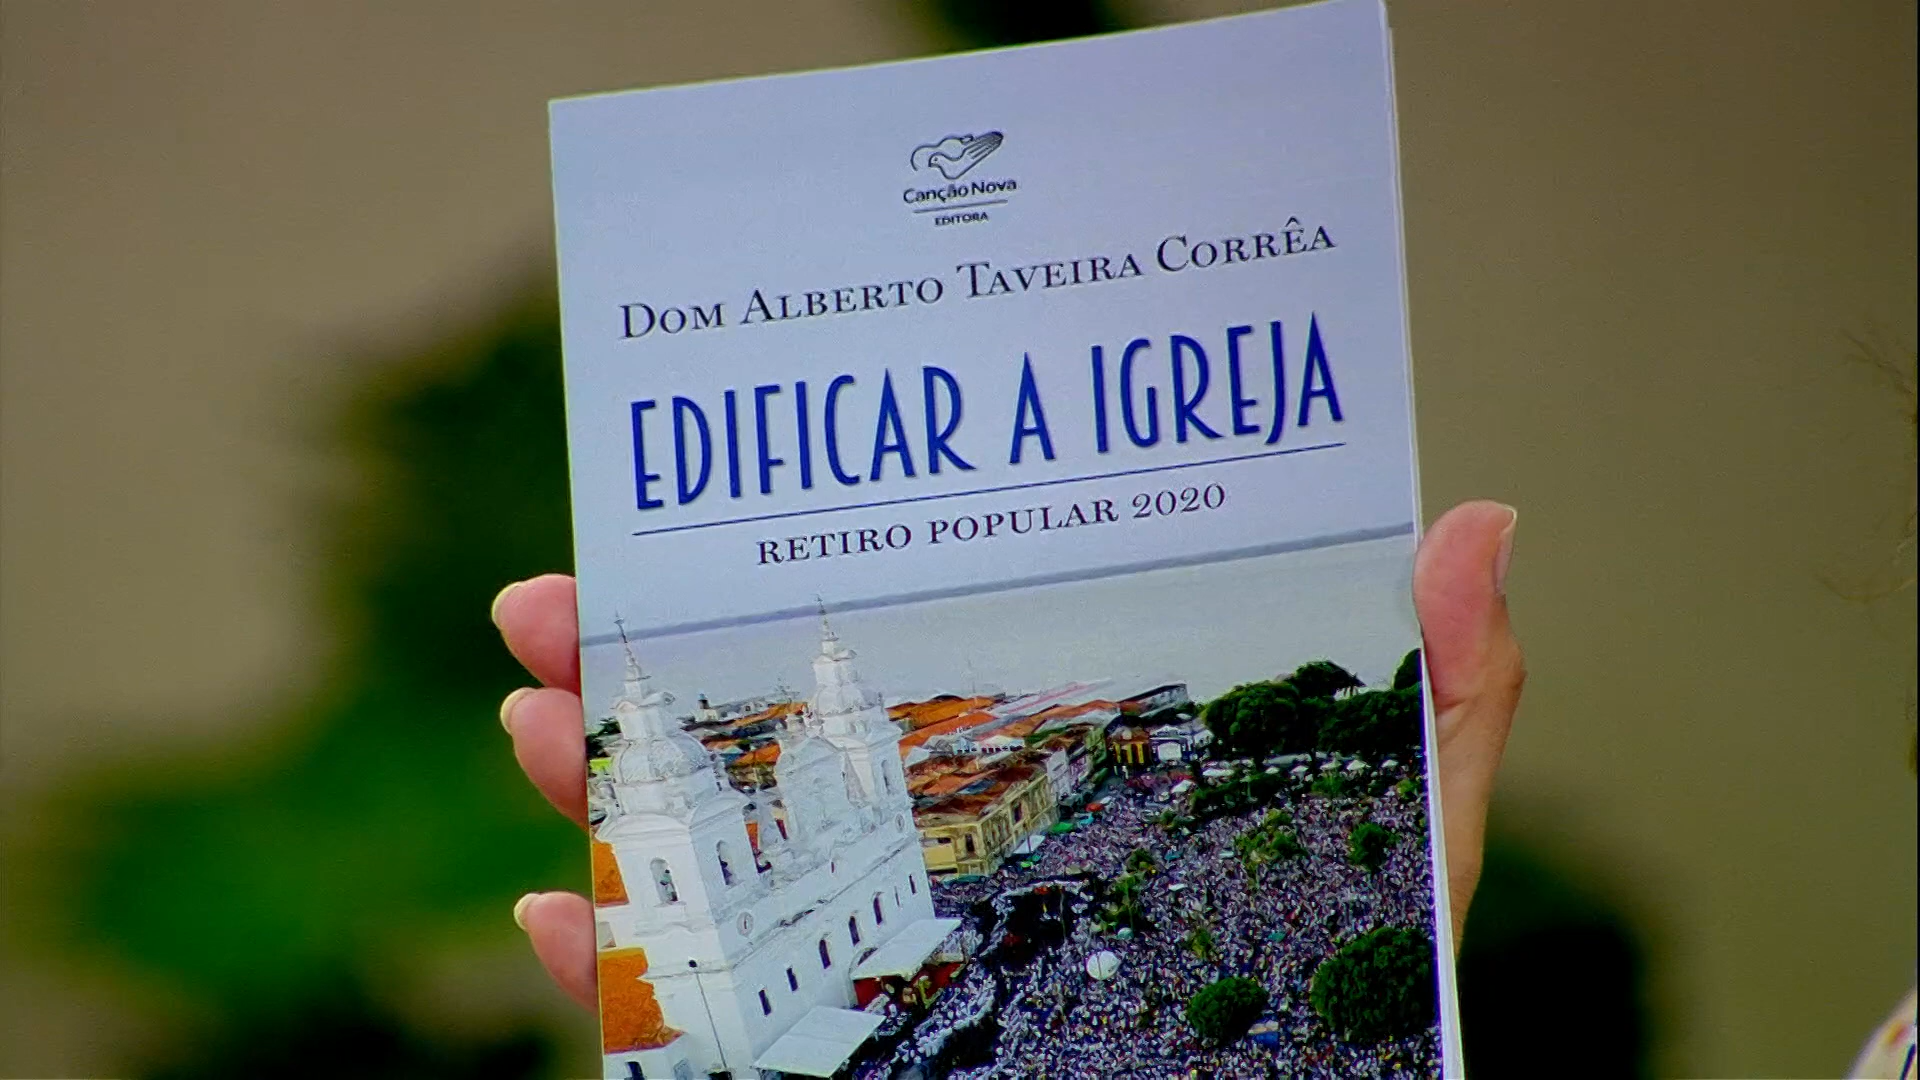 Canção Nova
EDITORA
Dom Alberto Taveira Corrêa
EDIFICAR A IGREJA
RETIRO POPULAR 2020